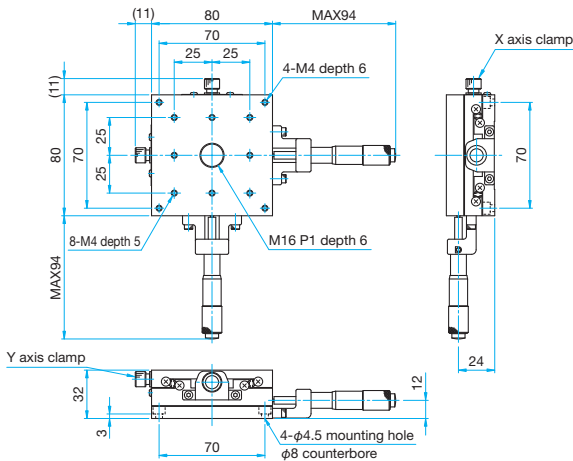 (11)
80
MAX94
70
25
25
4-M4 depth 6
X axis clamp
(11)
80
70
25
25
70
8-M4 depth 5
M16 P1 depth 6
MAX94
24
Y axis clamp
32
3
12
70
4-φ4.5 mounting hole
φ8 counterbore